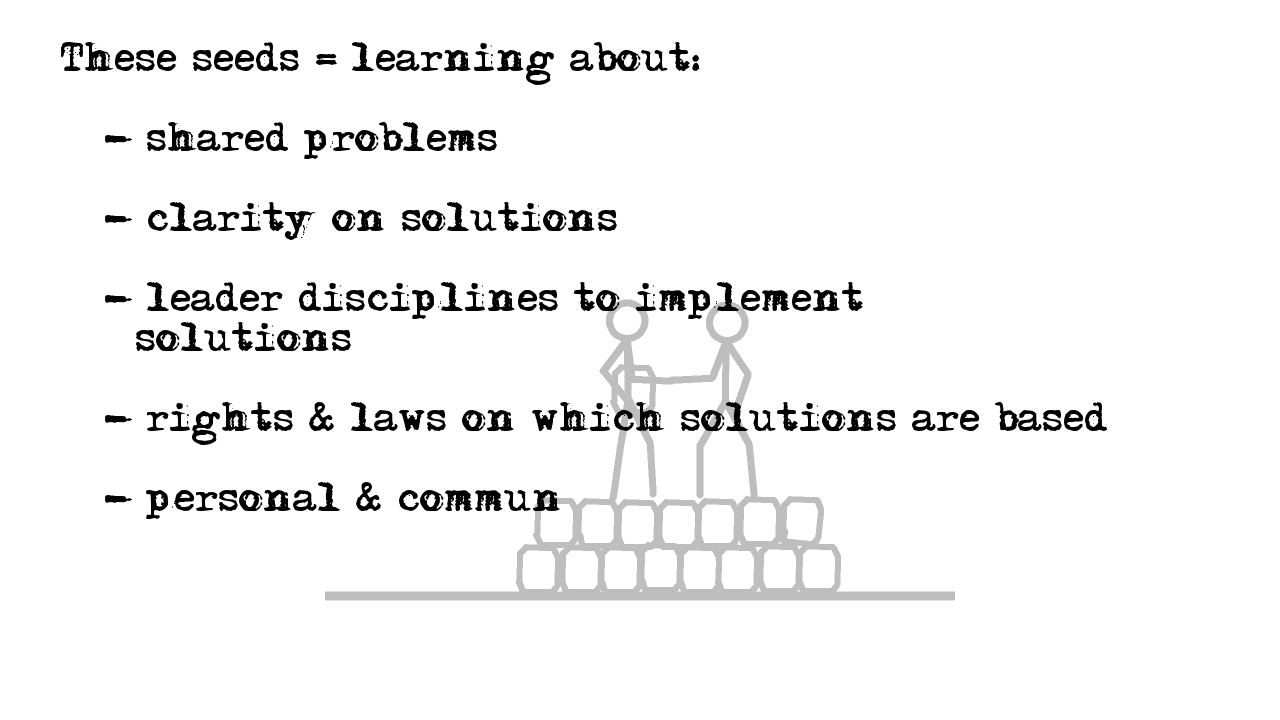 These seeds = learning about:
- shared problems
- clarity on solutions
- leader disciplines to implement
solutions
- rights & laws on which solutions are based
- personal & commun